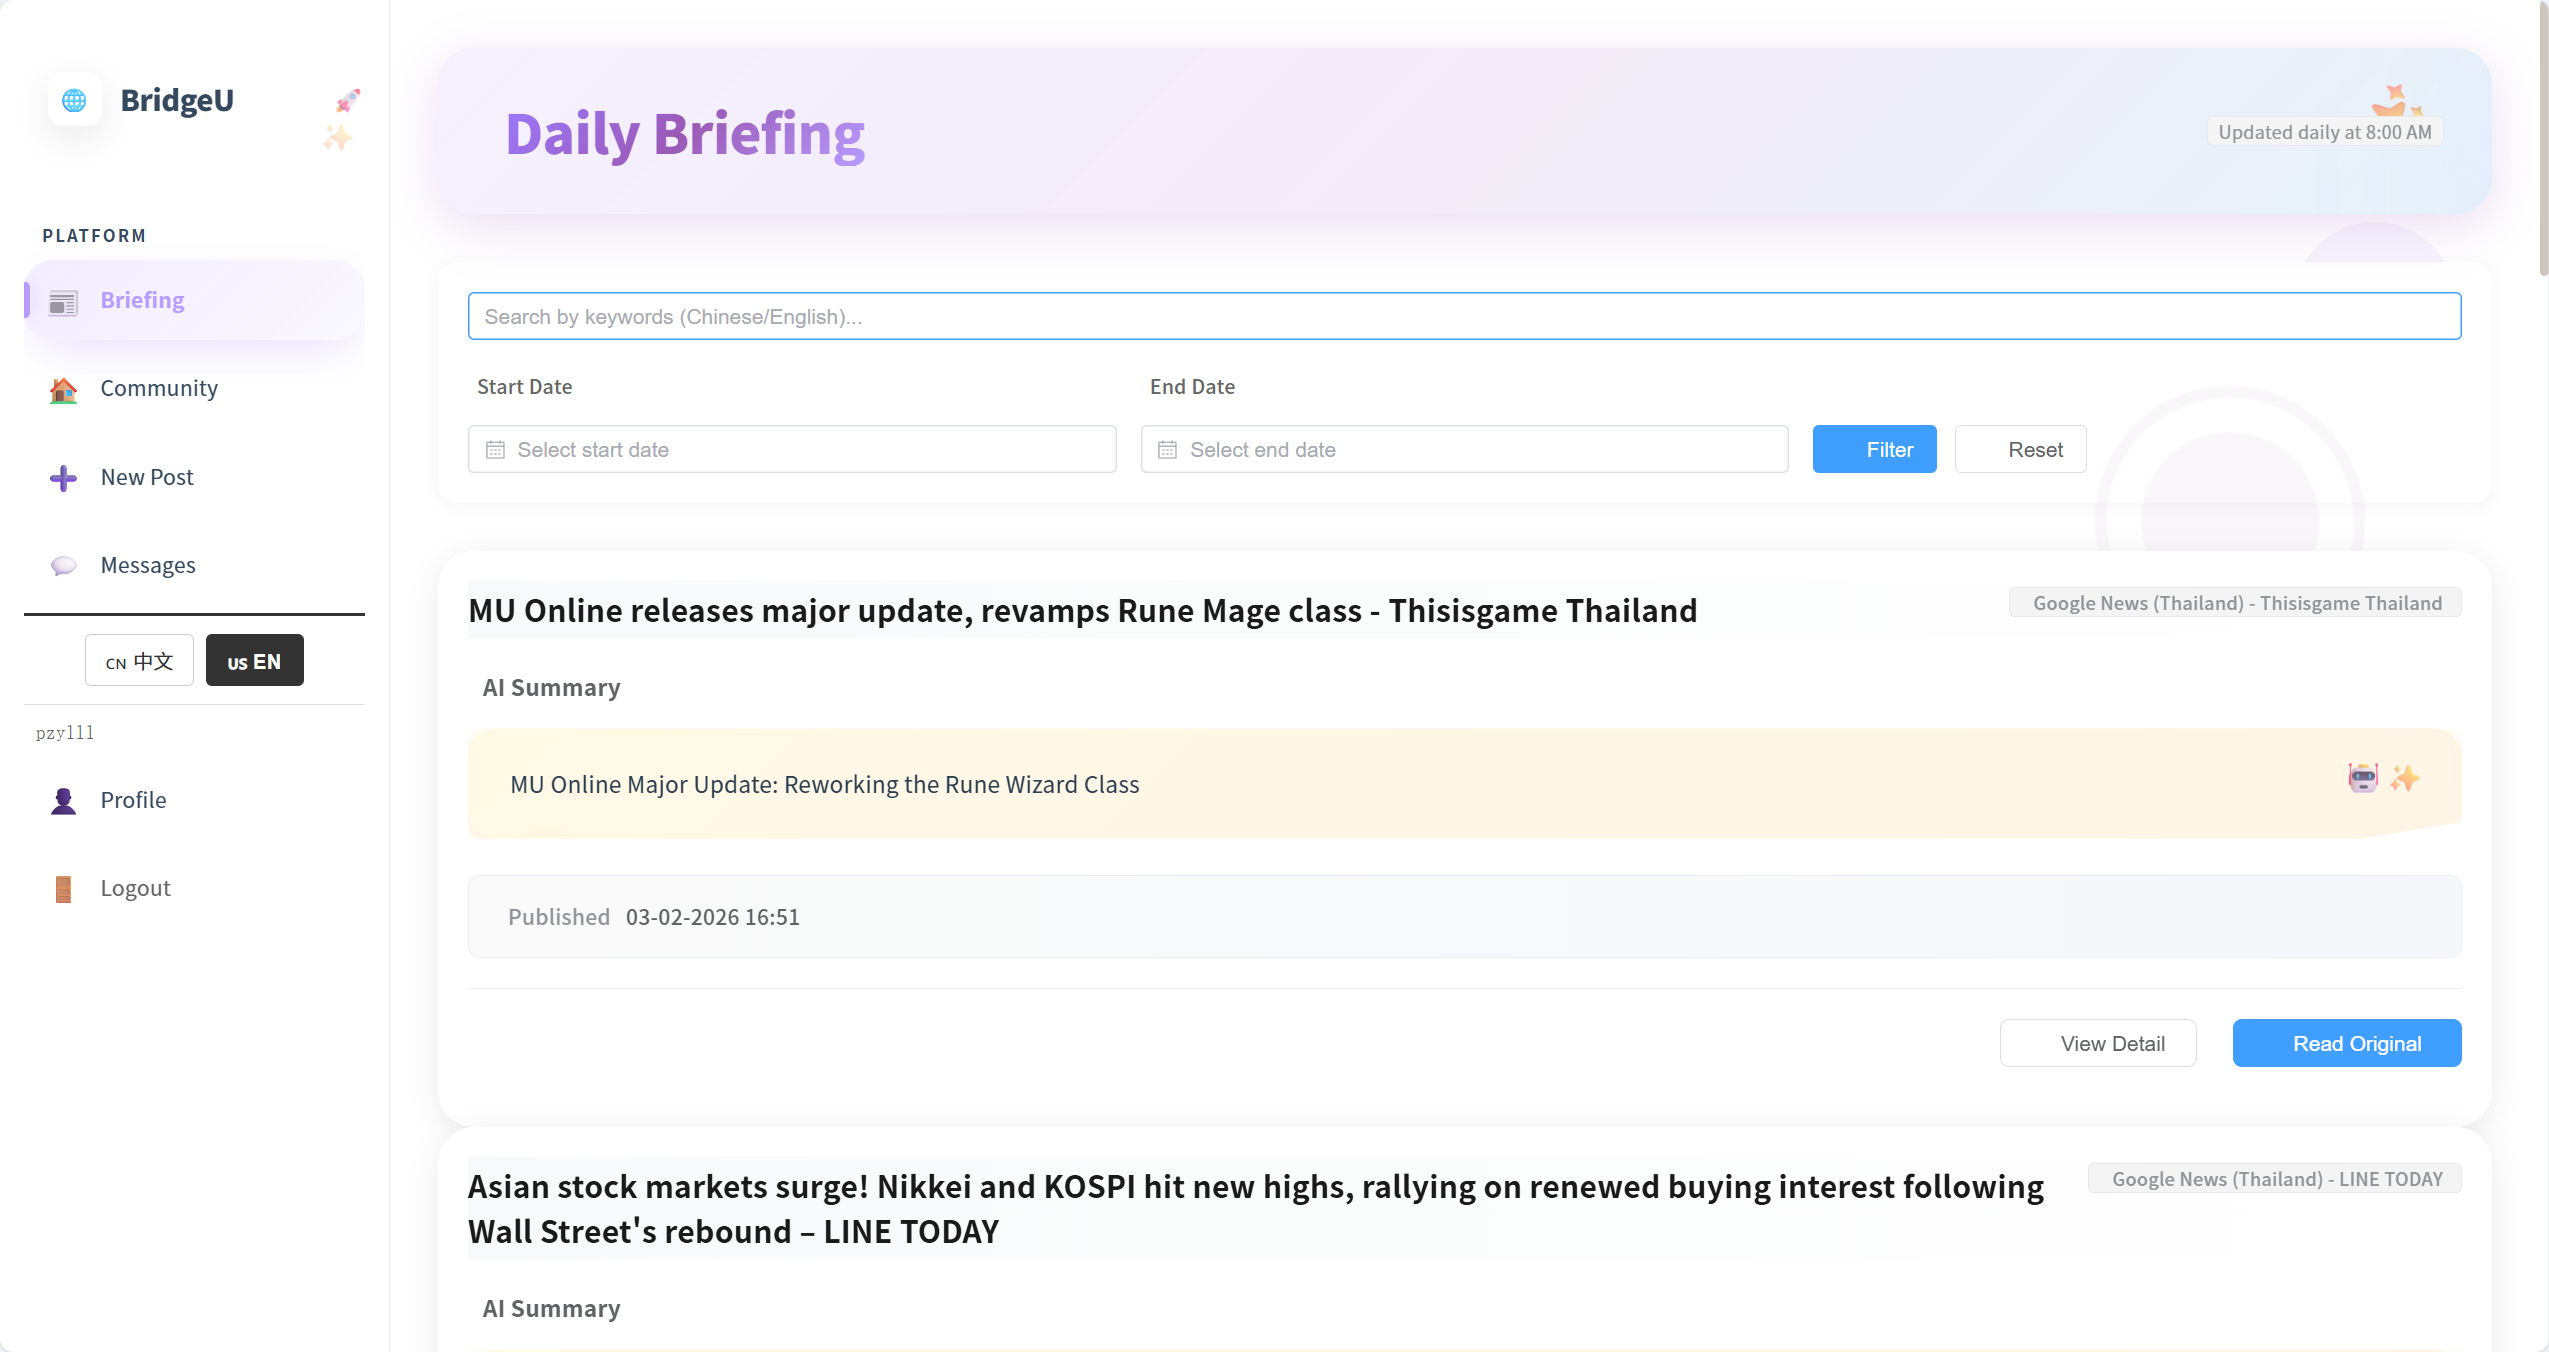 BridgeU
PLATFORM
Briefing
Community
New Post
Messages
CN 中文
US EN
pzylll
Profile
Logout
Daily Briefing
Updated daily at 8:00 AM
Search by keywords (Chinese/English)...
Start Date
End Date
Select start date
Select end date
Filter
Reset
MU Online releases major update, revamps Rune Mage class - Thisisgame Thailand
Google News (Thailand) - Thisisgame Thailand
AI Summary
MU Online Major Update: Reworking the Rune Wizard Class
Published 03-02-2026 16:51
View Detail
Read Original
Asian stock markets surge! Nikkei and KOSPI hit new highs, rallying on renewed buying interest following
Wall Street's rebound – LINE TODAY
Google News (Thailand) - LINE TODAY
AI Summary